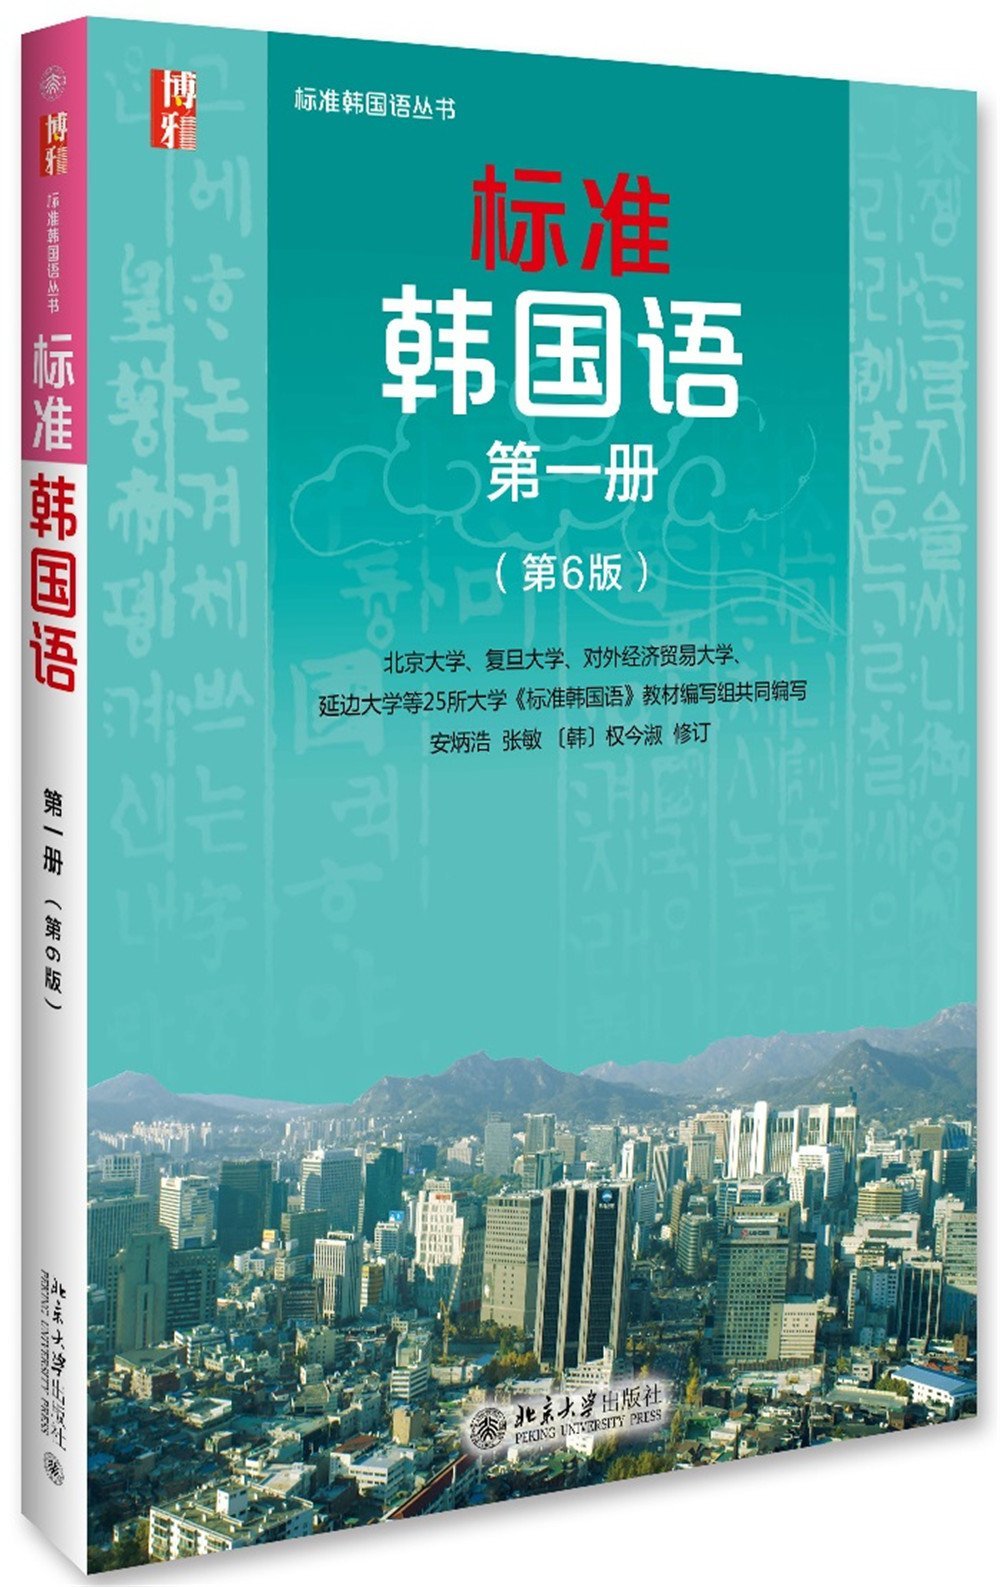 博雅
标准韩国语丛书
标准
韩国语
第一册
（第6版）
北京大学、复旦大学、对外经济贸易大学、
延边大学等25所大学《标准韩国语》教材编写组共同编写
安炳浩 张敏 〔韩〕权今淑 修订
北京大学出版社
PEKING UNIVERSITY PRESS
博雅
标准韩国语丛书
标准
韩国语
第一册（第6版）
北京大学出版社
PEKING UNIVERSITY PRESS